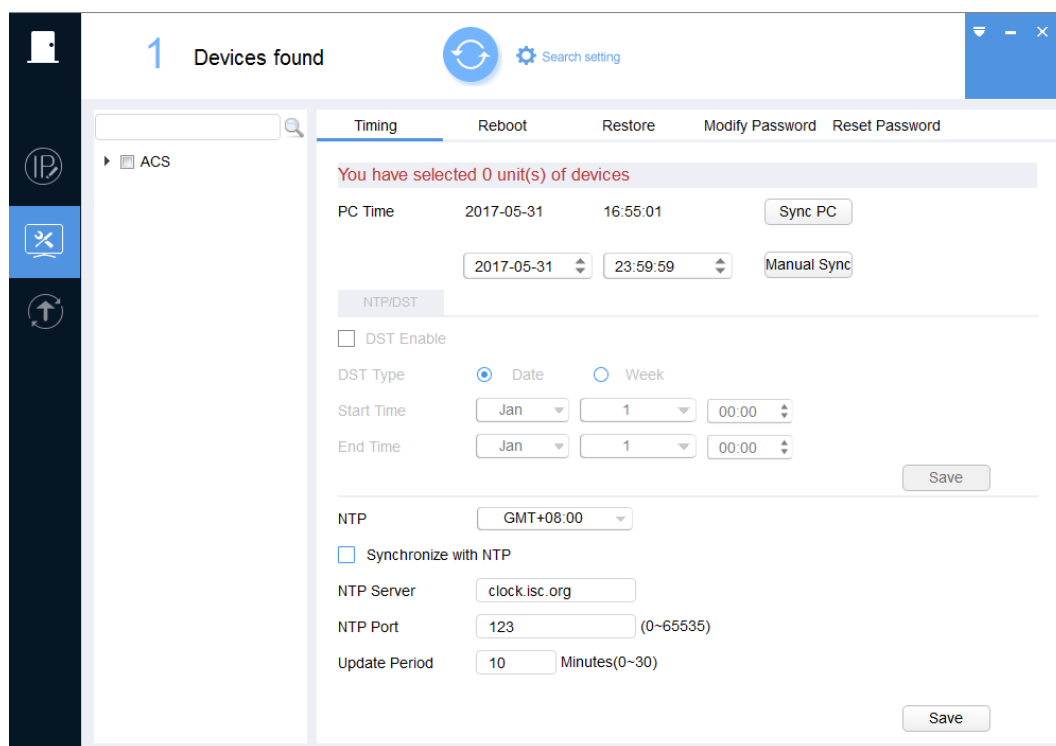 1 Devices found Search setting
Timing Reboot Restore Modify Password Reset Password
IP
ACS
You have selected 0 unit(s) of devices
PC Time 2017-05-31 16:55:01 Sync PC
2017-05-31 23:59:59 Manual Sync
NTP/DST
DST Enable
DST Type Date Week
Start Time Jan 1 00:00
End Time Jan 1 00:00
Save
NTP GMT+08:00
Synchronize with NTP
NTP Server clock.isc.org
NTP Port 123 (0~65535)
Update Period 10 Minutes(0~30)
Save